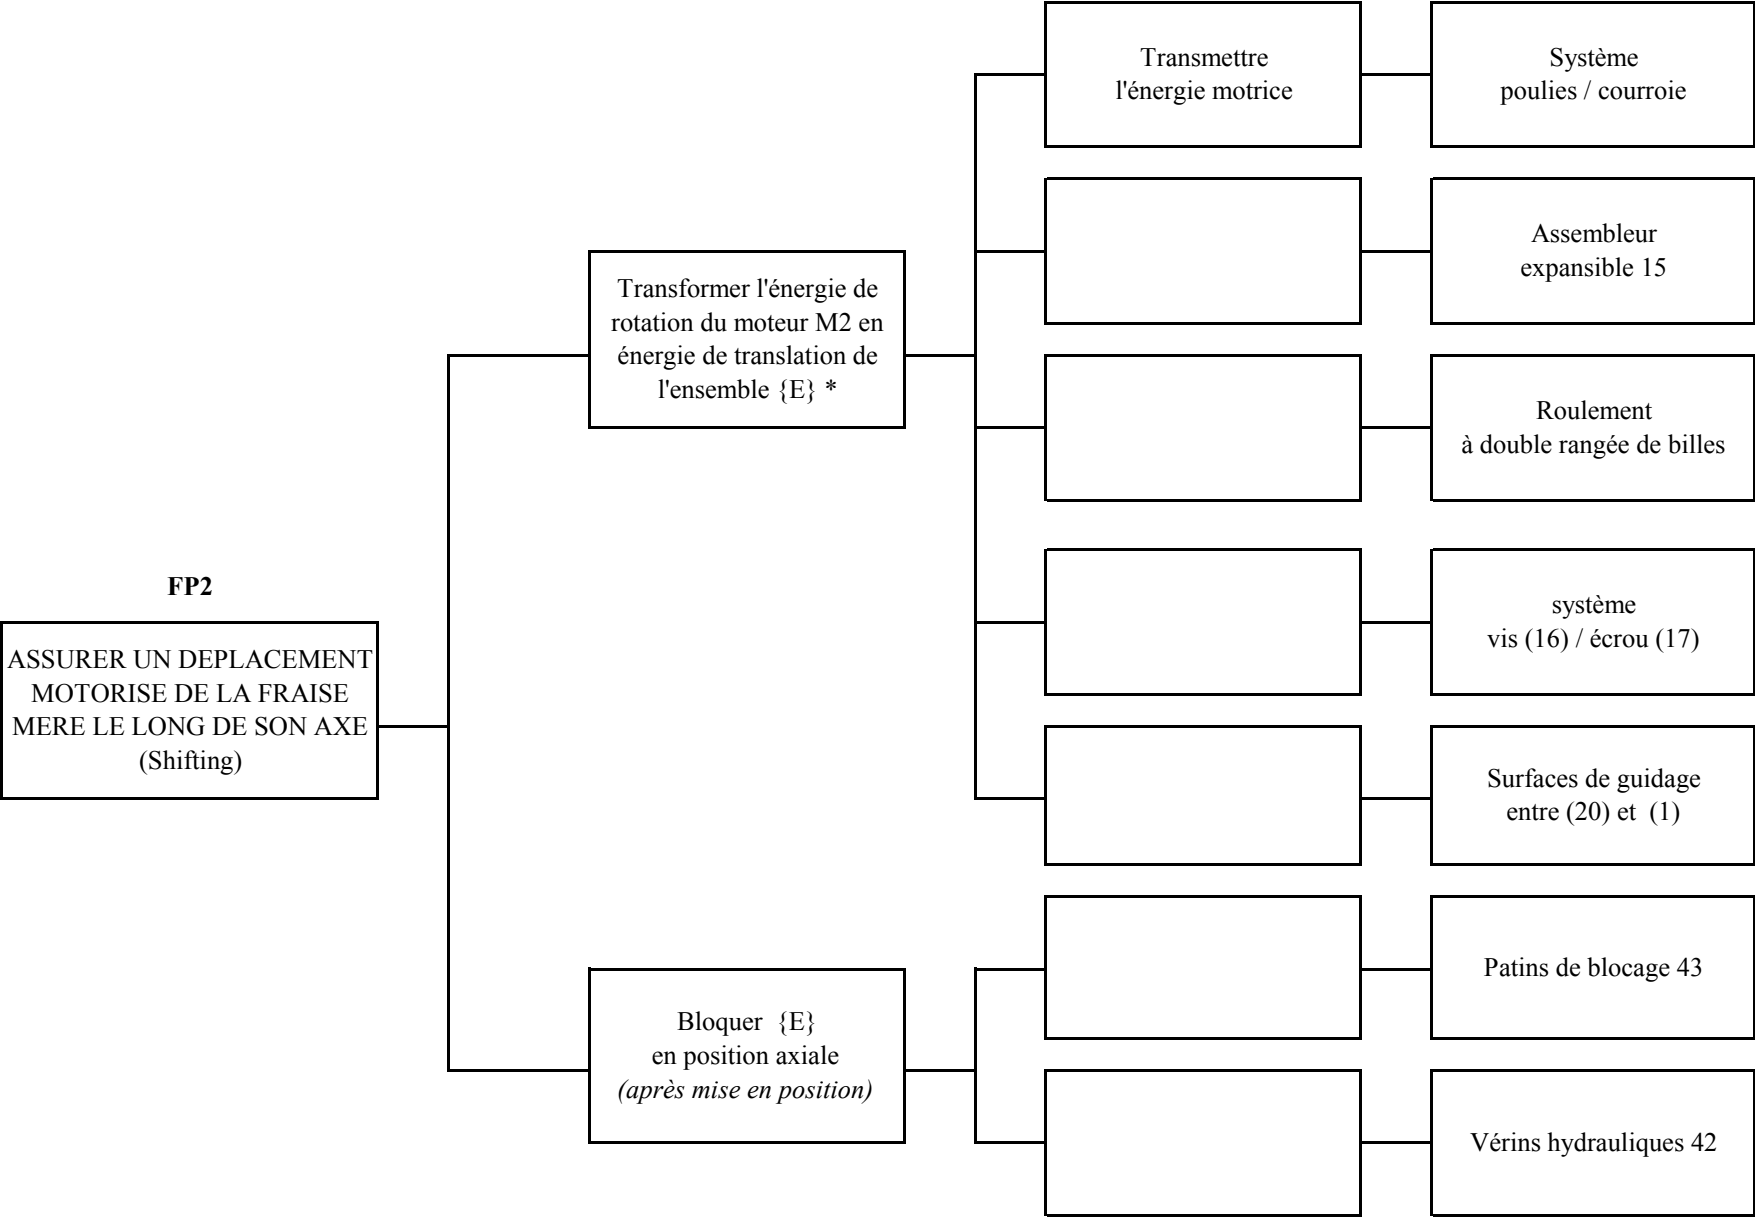 FP2
ASSURER UN DEPLACEMENT
MOTORISE DE LA FRAISE
MERE LE LONG DE SON AXE
(Shifting)
Transformer l'énergie de
rotation du moteur M2 en
énergie de translation de
l'ensemble {E} *
Transmettre
l'énergie motrice
Système
poulies / courroie
Assembleur
expansible 15
Roulement
à double rangée de billes
système
vis (16) / écrou (17)
Surfaces de guidage
entre (20) et (1)
Bloquer {E}
en position axiale
(après mise en position)
Patins de blocage 43
Vérins hydrauliques 42